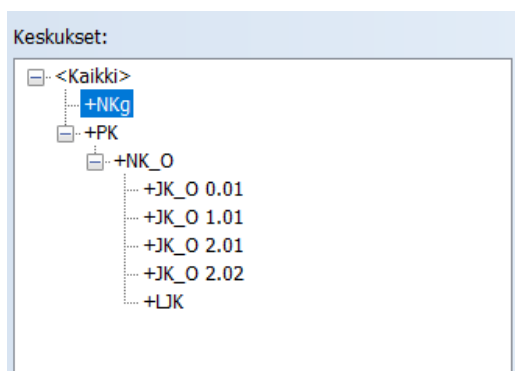 Keskukset:
<Kaikki>
+NKg
+PK
+NK_O
+JK_O 0.01
+JK_O 1.01
+JK_O 2.01
+JK_O 2.02
+LJK